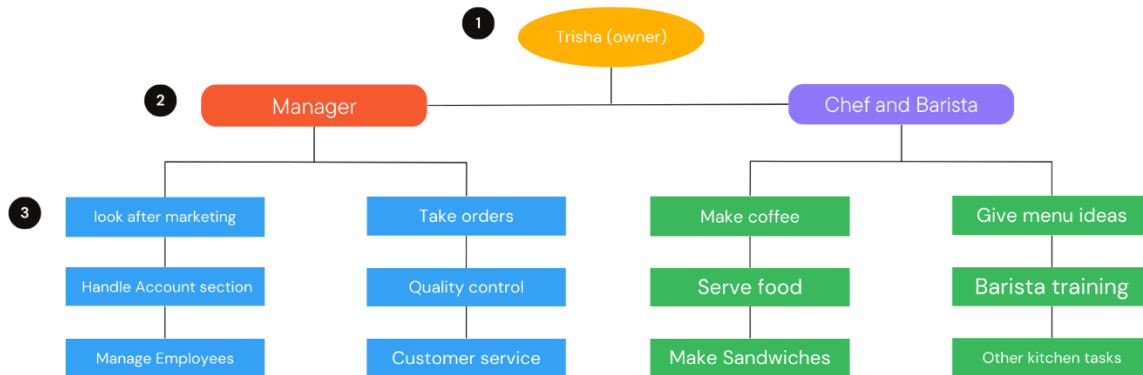 1
Trisha (owner)
2
Manager
Chef and Barista
3
look after marketing
Take orders
Make coffee
Give menu ideas
Handle Account section
Quality control
Serve food
Barista training
Manage Employees
Customer service
Make Sandwiches
Other kitchen tasks